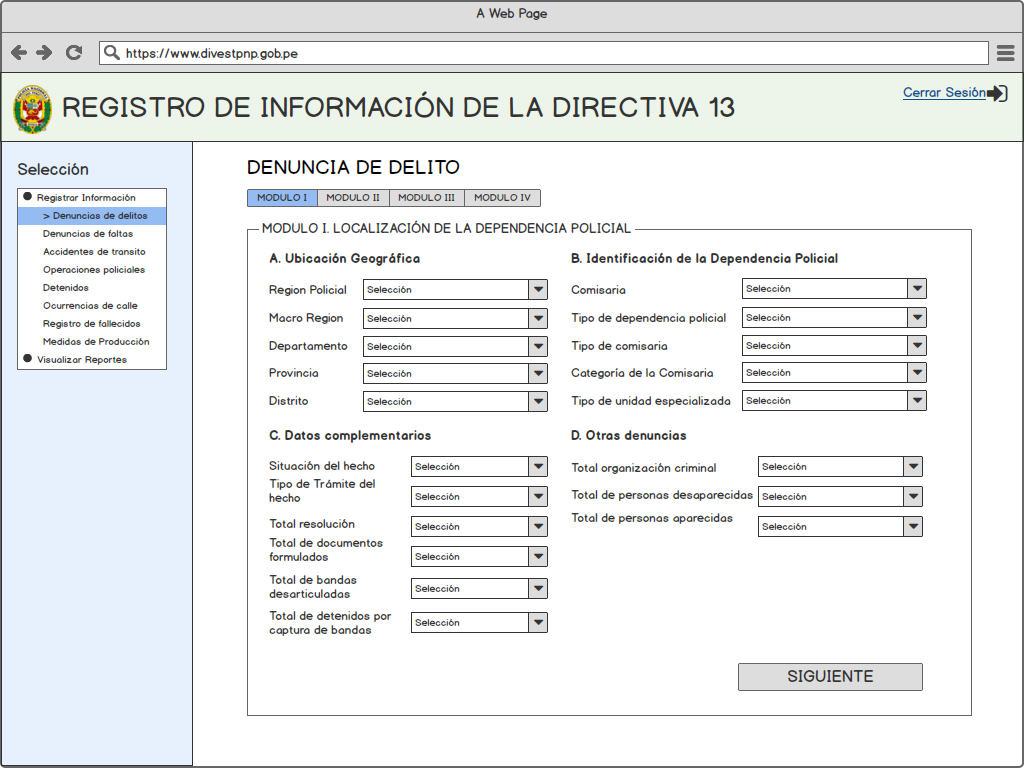 A Web Page
https://www.divestpnp.gob.pe
REGISTRO DE INFORMACIÓN DE LA DIRECTIVA 13
Cerrar Sesión
Selección
Registrar Información
> Denuncias de delitos
Denuncias de faltas
Accidentes de transito
Operaciones policiales
Detenidos
Ocurrencias de calle
Registro de fallecidos
Medidas de Producción
Visualizar Reportes
DENUNCIA DE DELITO
MODULO I MODULO II MODULO III MODULO IV
MODULO I. LOCALIZACIÓN DE LA DEPENDENCIA POLICIAL
A. Ubicación Geográfica
Region Policial Selección
Macro Region Selección
Departamento Selección
Provincia Selección
Distrito Selección
B. Identificación de la Dependencia Policial
Comisaria Selección
Tipo de dependencia policial Selección
Tipo de comisaria Selección
Categoría de la Comisaria Selección
Tipo de unidad especializada Selección
C. Datos complementarios
Situación del hecho Selección
Tipo de Trámite del
hecho Selección
Total resolución Selección
Total de documentos
formulados Selección
Total de bandas
desarticuladas Selección
Total de detenidos por
captura de bandas Selección
D. Otras denuncias
Total organización criminal Selección
Total de personas desaparecidas Selección
Total de personas aparecidas Selección
SIGUIENTE